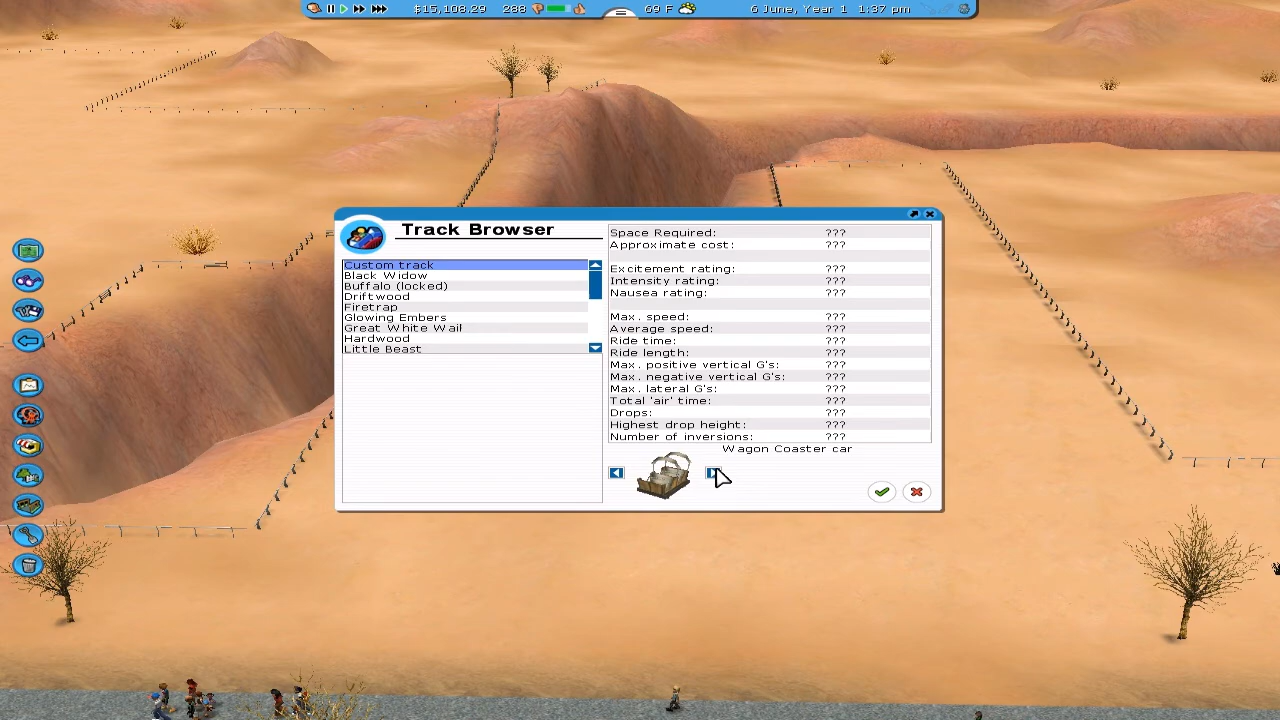 $15,108.29 288 69 F 6 June, Year 1 1:37 pm
Track Browser
Custom track
Black Widow
Buffalo (locked)
Driftwood
Firetrap
Glowing Embers
Great White Wail
Hardwood
Little Beast
Space Required: ???
Approximate cost: ???
Excitement rating: ???
Intensity rating: ???
Nausea rating: ???
Max. speed: ???
Average speed: ???
Ride time: ???
Ride length: ???
Max. positive vertical G's: ???
Max. negative vertical G's: ???
Max. lateral G's: ???
Total 'air' time: ???
Drops: ???
Highest drop height: ???
Number of inversions: ???
Wagon Coaster car